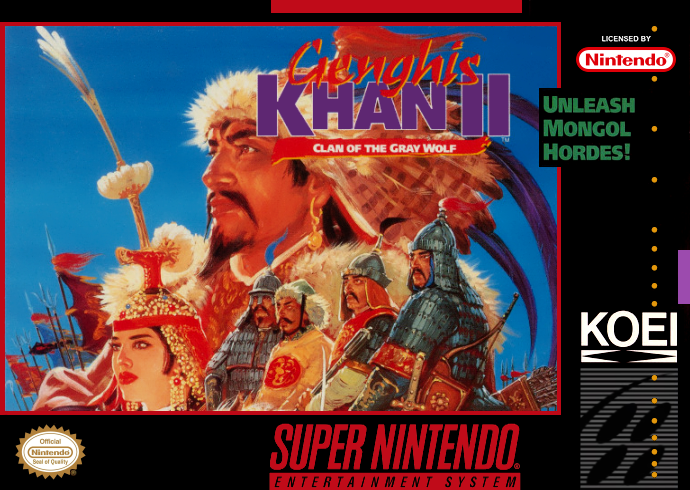 Genghis
KHAN II
TM
CLAN OF THE GRAY WOLF
LICENSED BY
Nintendo®
UNLEASH
MONGOL
HORDES!
KOEI
Official
Nintendo
Seal of Quality
SUPER NINTENDO®
ENTERTAINMENT SYSTEM